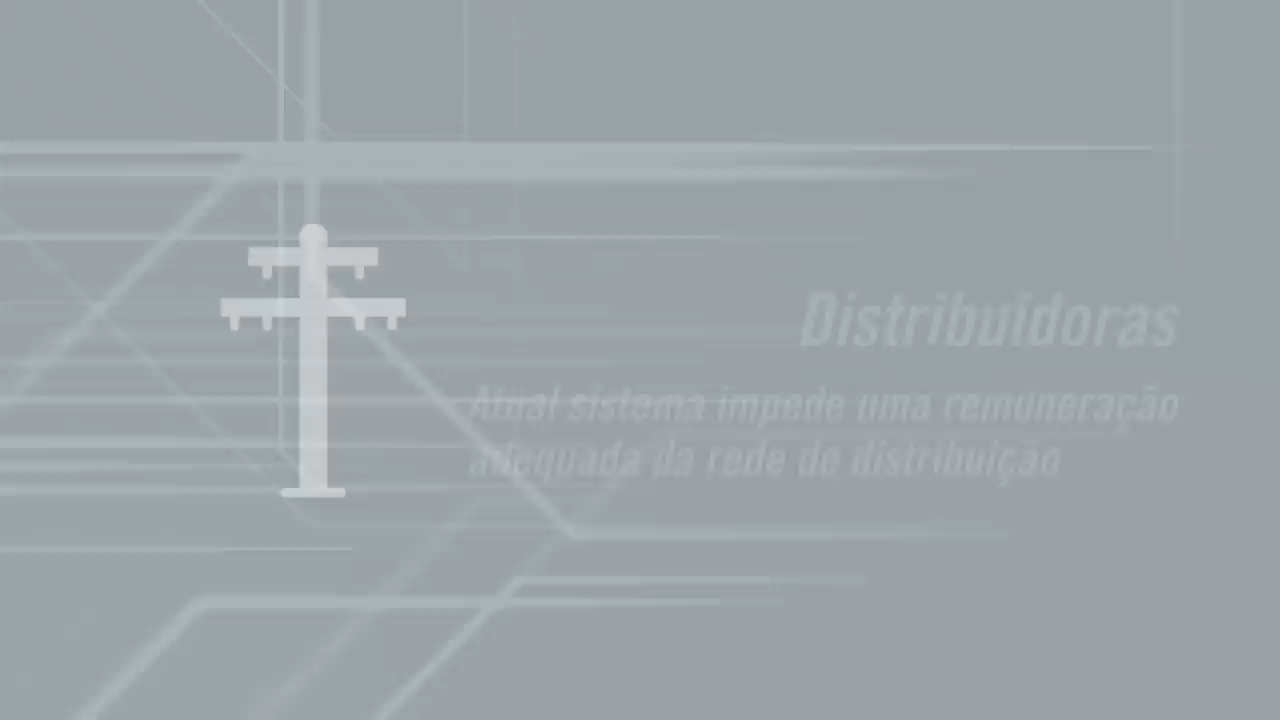 Distribuidoras
Atual sistema impede uma remuneração
adequada da rede de distribuição